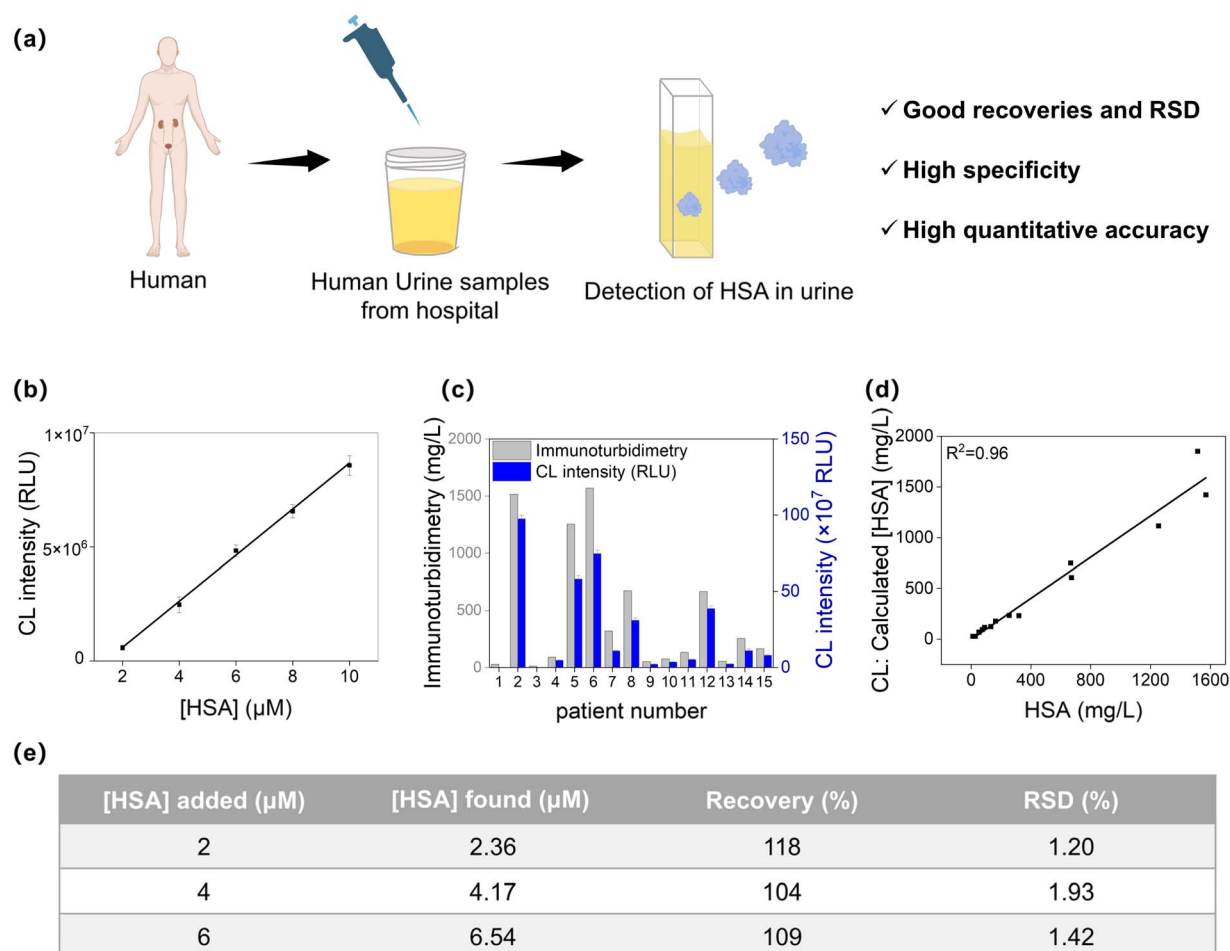 (a)
✓ Good recoveries and RSD
✓ High specificity
✓ High quantitative accuracy
Human
Human Urine samples
from hospital
Detection of HSA in urine
(b)
1×10⁷
5×10⁶
0
CL intensity (RLU)
2 4 6 8 10
[HSA] (μM)
(c)
Immunoturbidimetry
CL intensity (RLU)
2000
1500
1000
500
0
Immunoturbidimetry (mg/L)
150
100
50
0
CL intensity (×10⁷ RLU)
1 2 3 4 5 6 7 8 9 10 11 12 13 14 15
patient number
(d)
R²=0.96
2000
1500
1000
500
0
CL: Calculated [HSA] (mg/L)
0 400 800 1200 1600
HSA (mg/L)
(e)
[HSA] added (μM) [HSA] found (μM) Recovery (%) RSD (%)
2 2.36 118 1.20
4 4.17 104 1.93
6 6.54 109 1.42